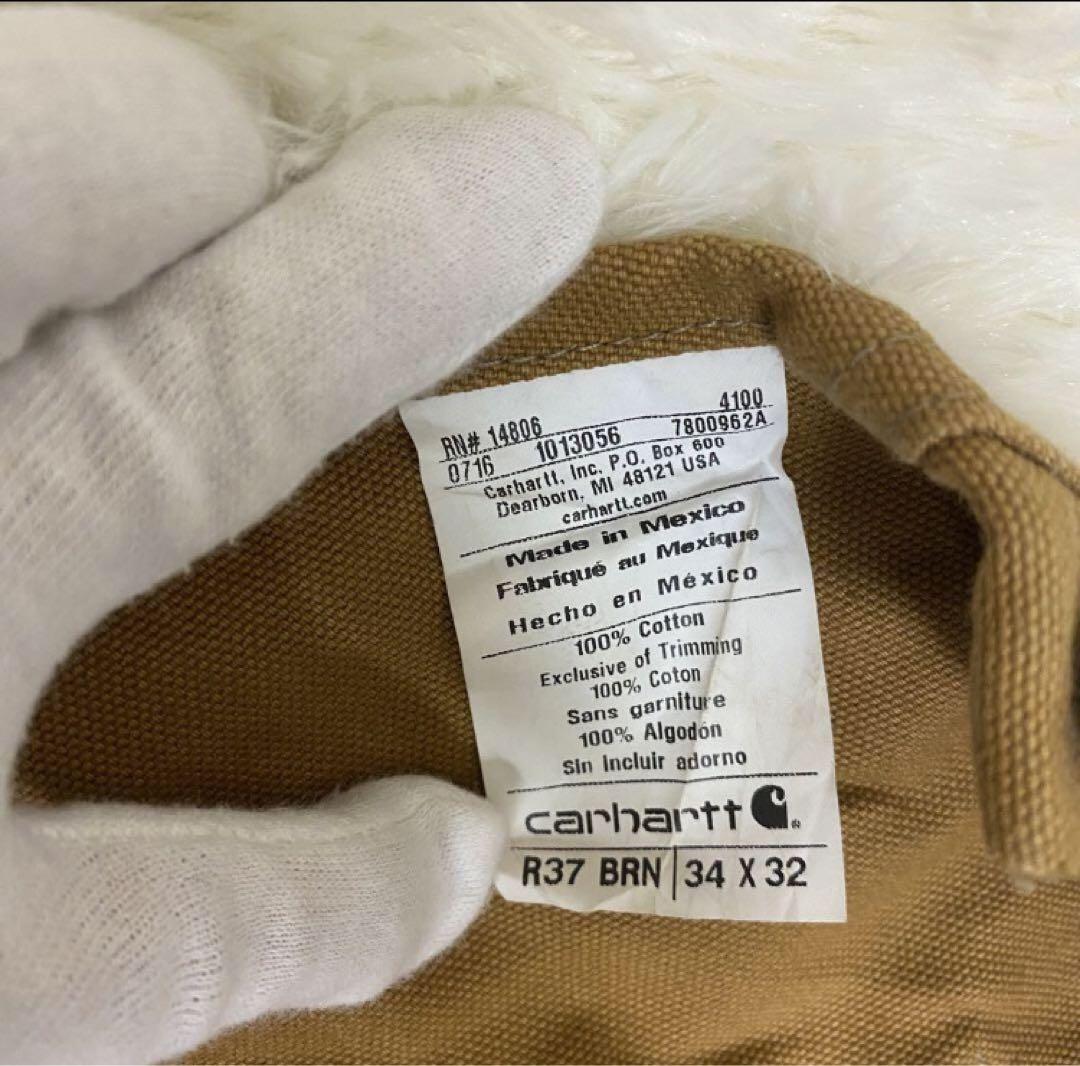 RN# 14806 4100
0716 1013056 7800962A
Carhartt, Inc. P.O. Box 600
Dearborn, MI 48121 USA
carhartt.com
Made in Mexico
Fabriqué au Mexique
Hecho en México
100% Cotton
Exclusive of Trimming
100% Coton
Sans garniture
100% Algodón
Sin Incluir adorno
carhartt ®
R37 BRN 34 X 32